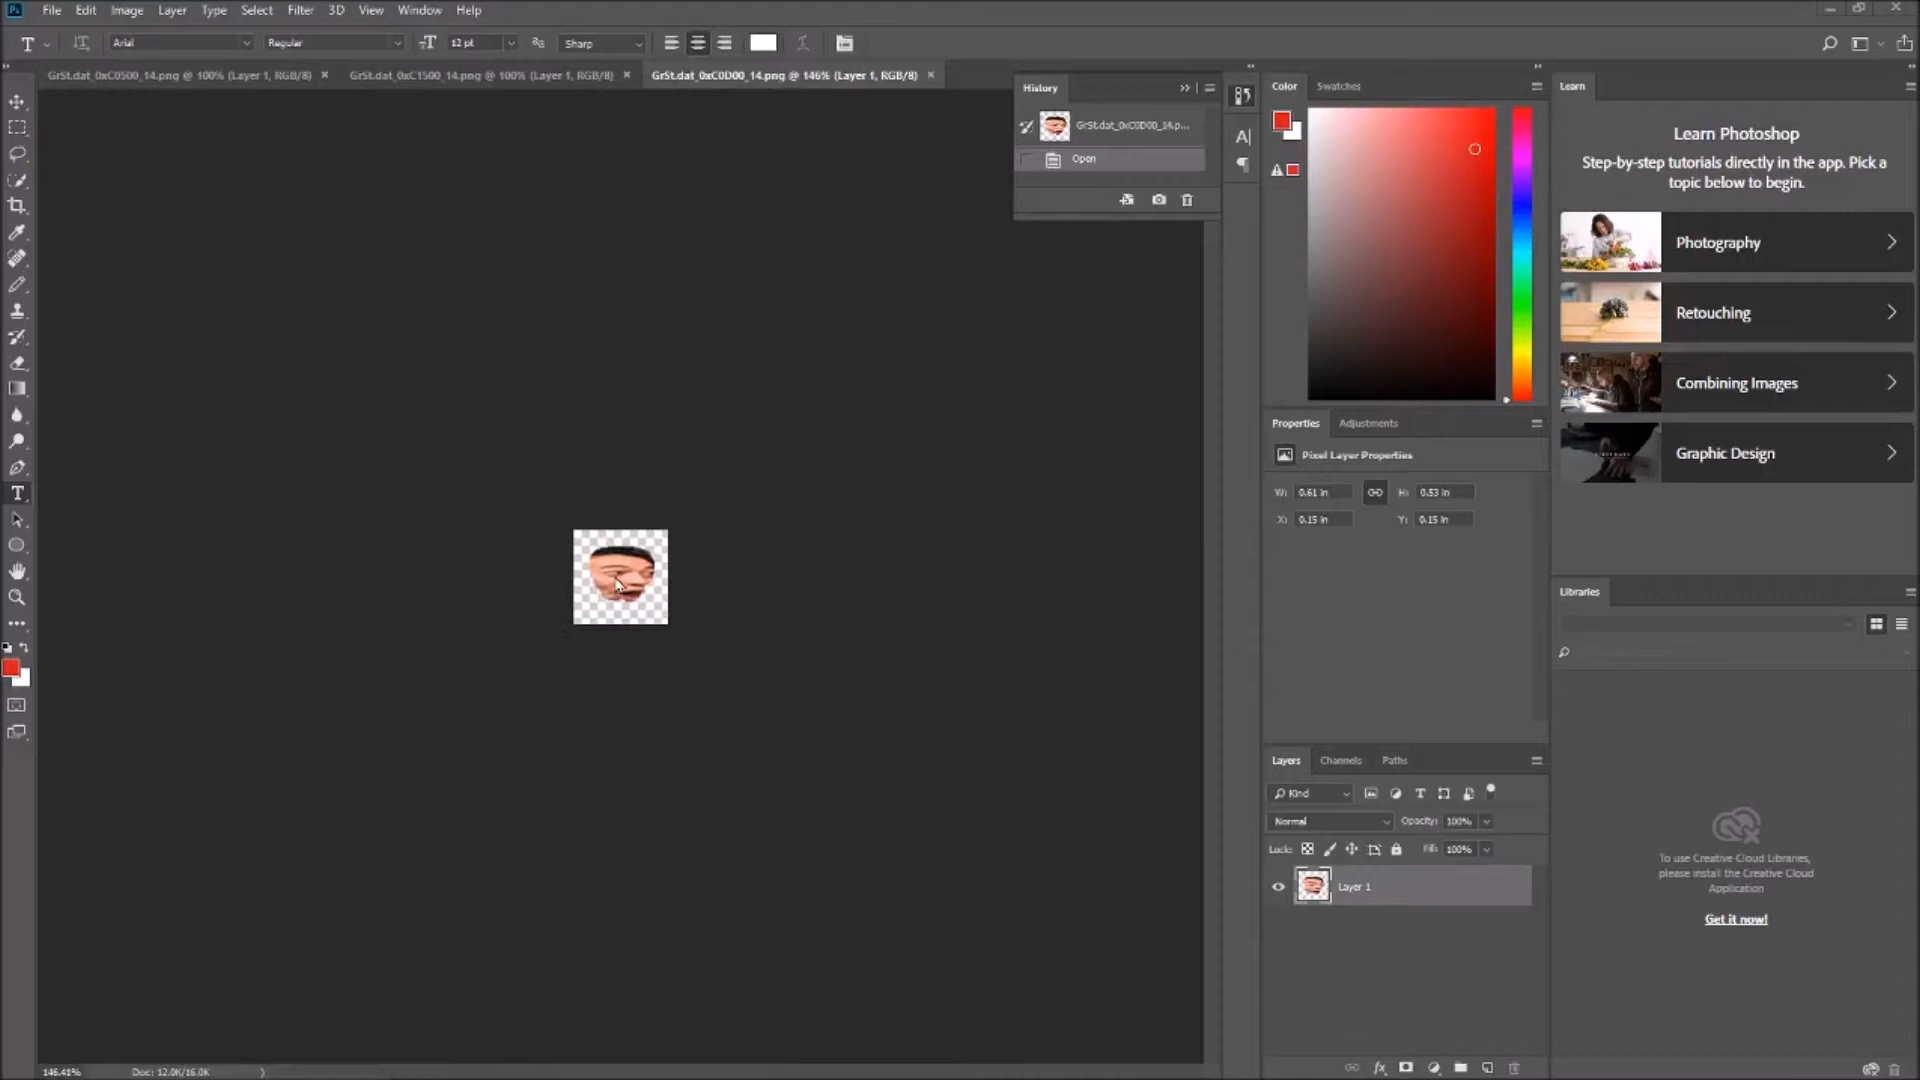 Ps File Edit Image Layer Type Select Filter 3D View Window Help
Arial Regular 12 pt Sharp
GrSt.dat_0xC0500_14.png @ 100% (Layer 1, RGB/8) × GrSt.dat_0xC1500_14.png @ 100% (Layer 1, RGB/8) × GrSt.dat_0xC0D00_14.png @ 146% (Layer 1, RGB/8) ×
History
GrSt.dat_0xC0D00_14.p...
Open
Color Swatches
Properties Adjustments
Pixel Layer Properties
W: 0.61 in H: 0.53 in
X: 0.15 in Y: 0.15 in
Layers Channels Paths
Kind
Normal Opacity: 100%
Lock: Fill: 100%
Layer 1
Learn
Learn Photoshop
Step-by-step tutorials directly in the app. Pick a
topic below to begin.
Photography
Retouching
Combining Images
Graphic Design
Libraries
To use Creative Cloud Libraries,
please install the Creative Cloud
Application
Get it now!
146.41% Doc: 12.0K/16.0K